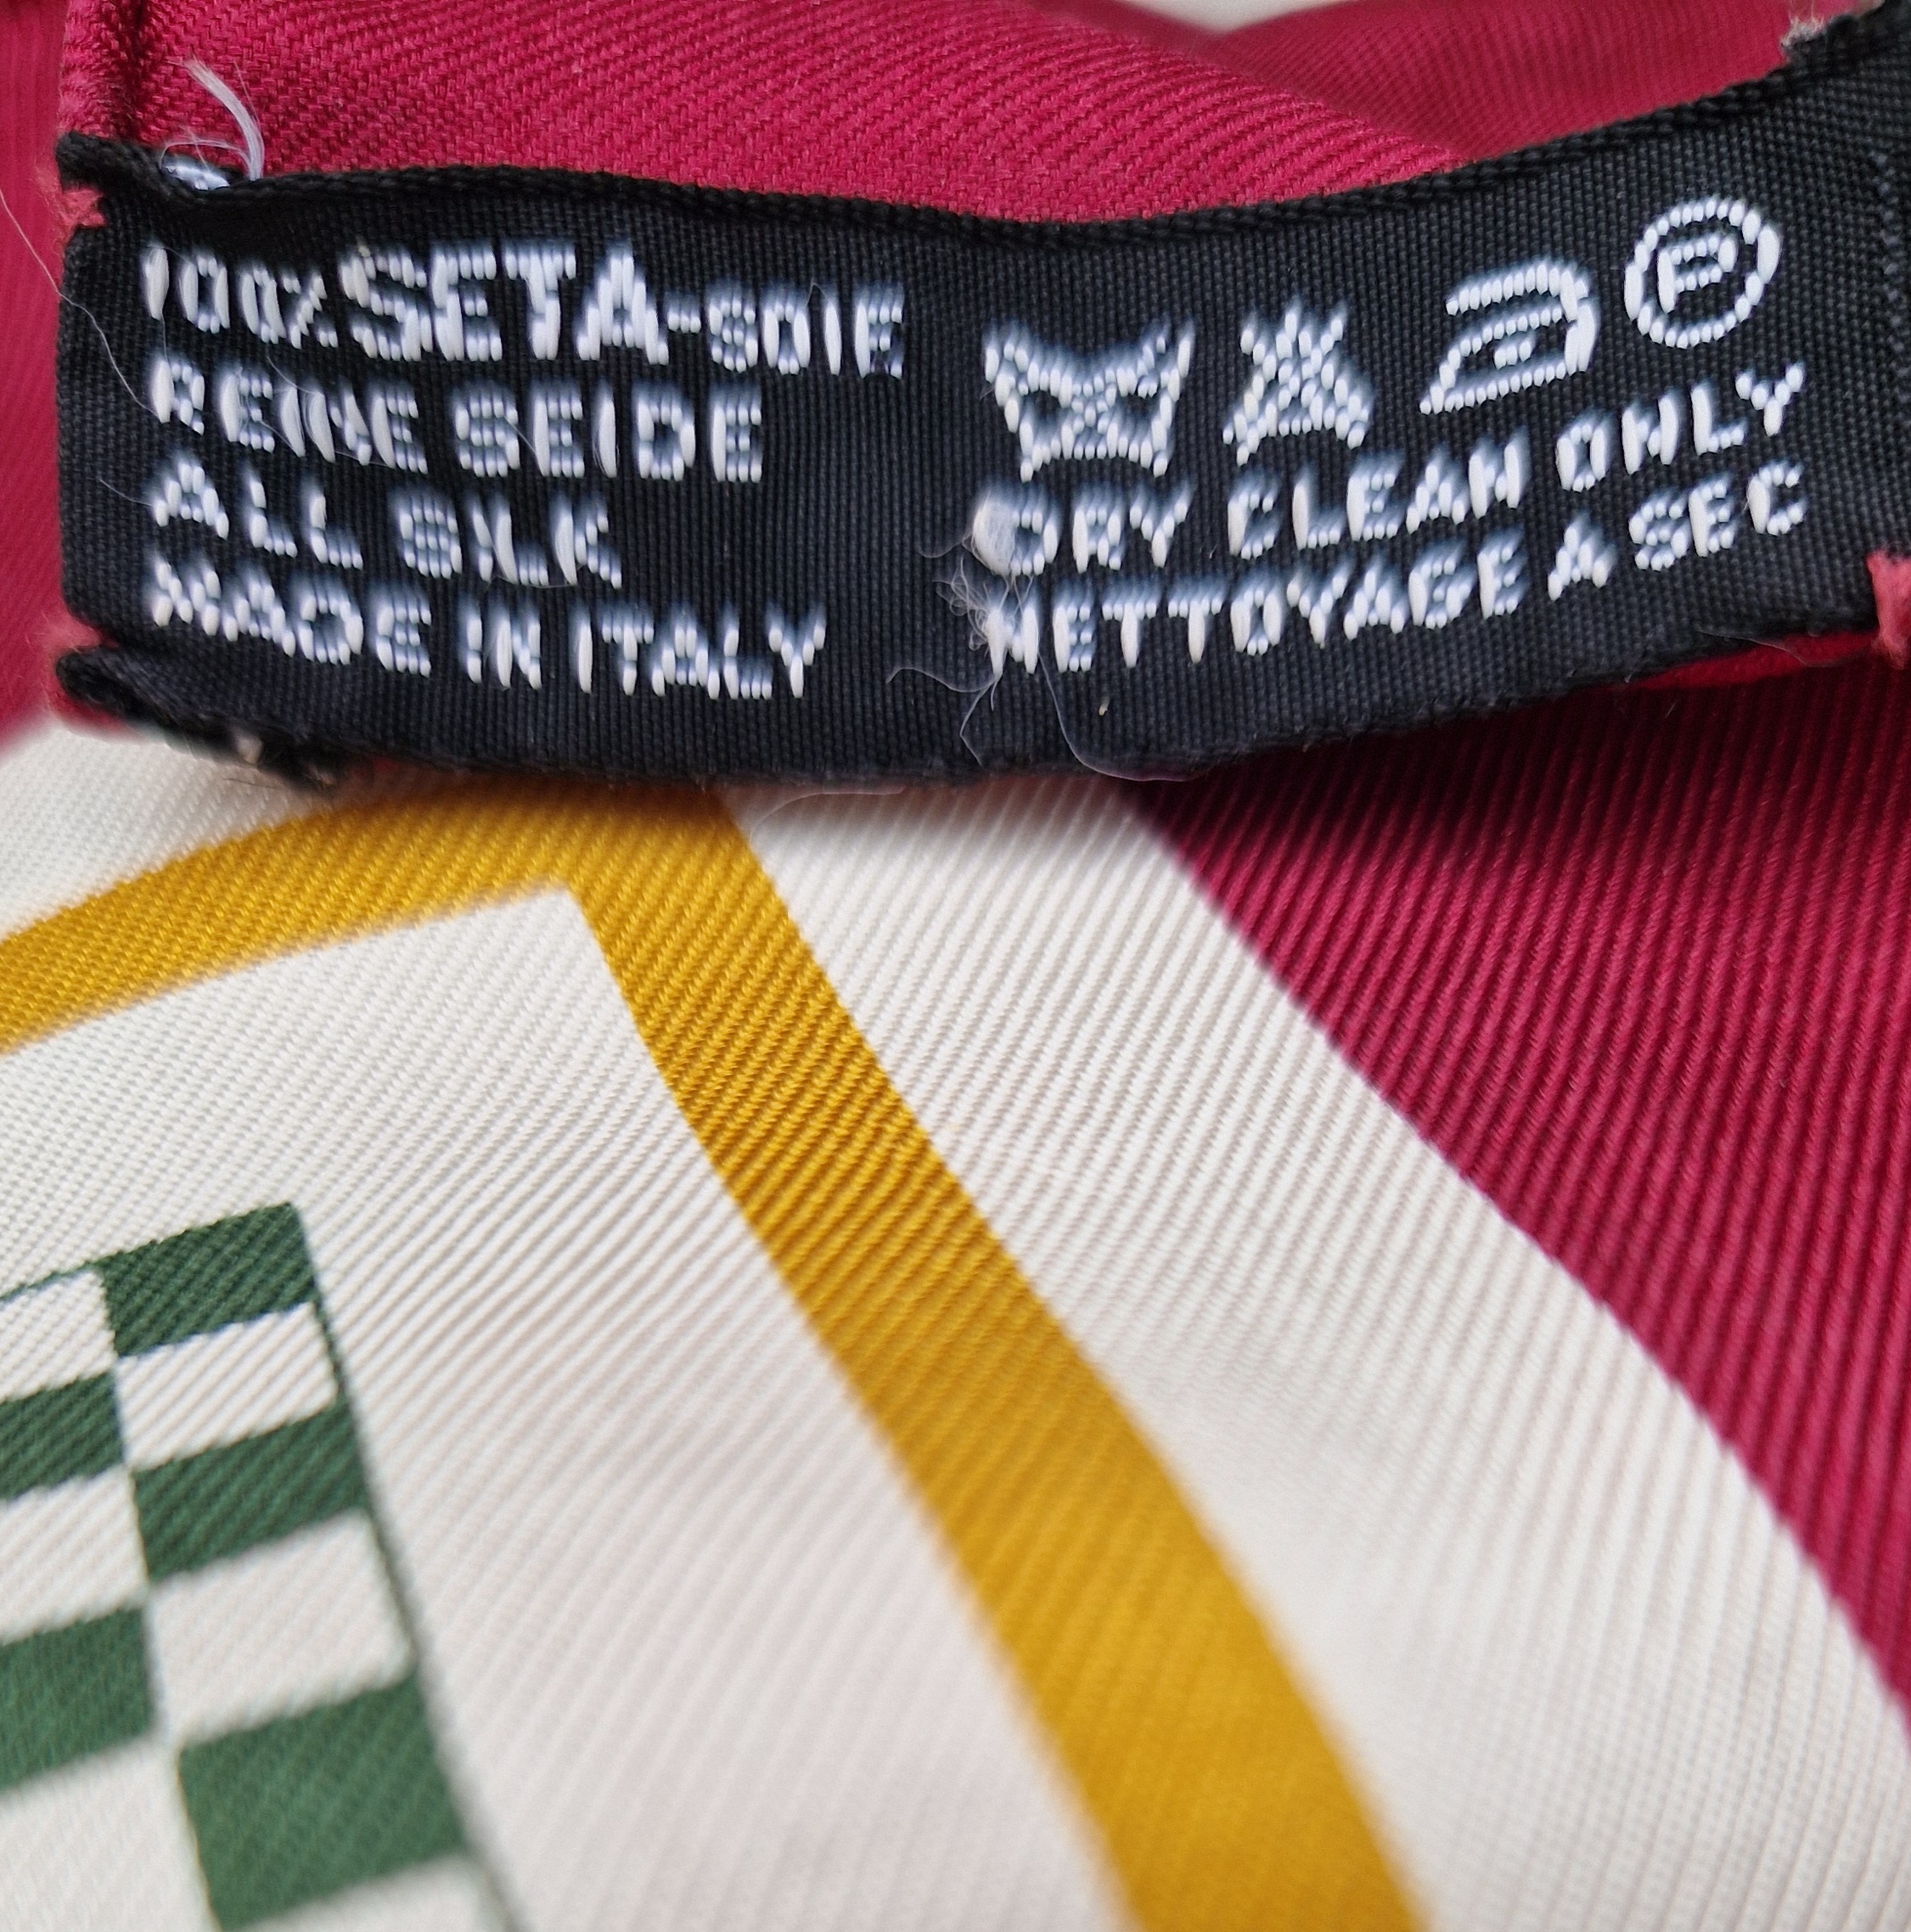 100% SETA-SOIE
REINE SEIDE
ALL SILK
MADE IN ITALY
P
DRY CLEAN ONLY
NETTOYAGE A SEC